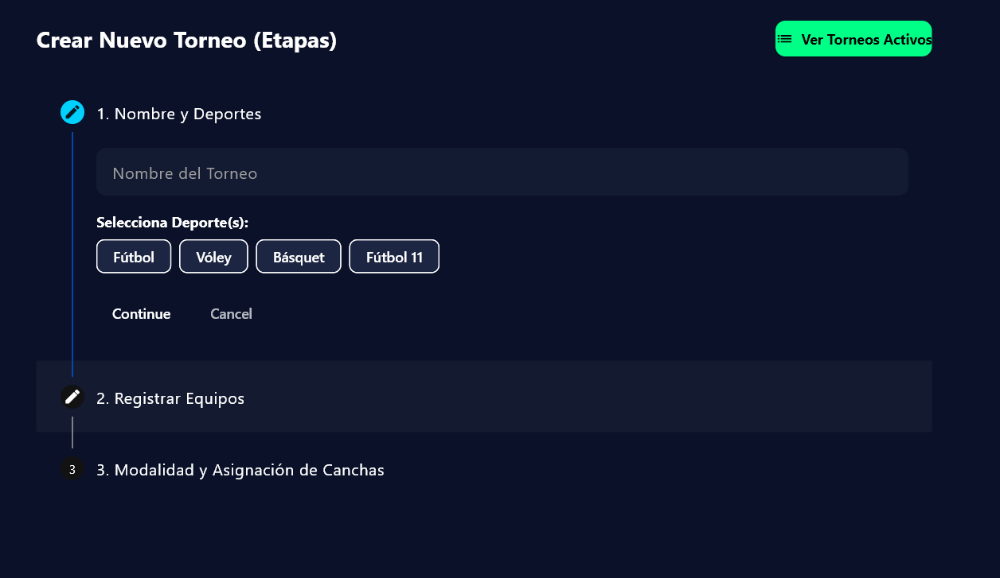 Crear Nuevo Torneo (Etapas)
Ver Torneos Activos
1. Nombre y Deportes
Nombre del Torneo
Selecciona Deporte(s):
Fútbol Vóley Básquet Fútbol 11
Continue Cancel
2. Registrar Equipos
3 3. Modalidad y Asignación de Canchas